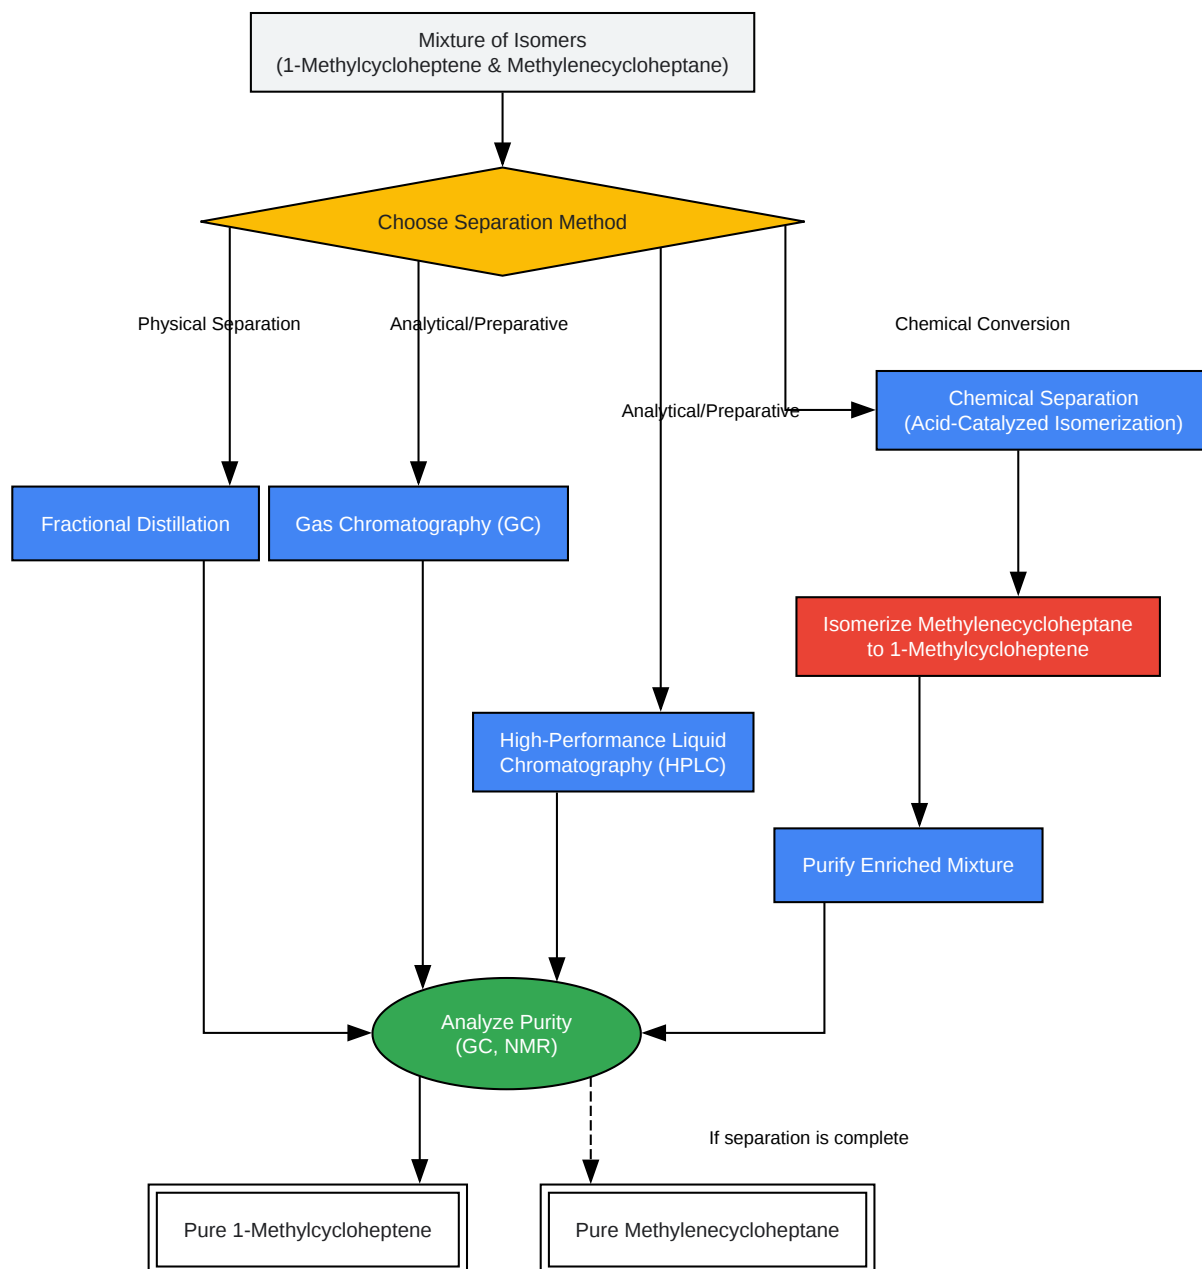 Mixture of Isomers
(1-Methylcycloheptene & Methylenecycloheptane)
Choose Separation Method
Physical Separation
Analytical/Preparative
Chemical Conversion
Analytical/Preparative
Chemical Separation
(Acid-Catalyzed Isomerization)
Fractional Distillation
Gas Chromatography (GC)
Isomerize Methylenecycloheptane
to 1-Methylcycloheptene
High-Performance Liquid
Chromatography (HPLC)
Purify Enriched Mixture
Analyze Purity
(GC, NMR)
If separation is complete
Pure 1-Methylcycloheptene
Pure Methylenecycloheptane